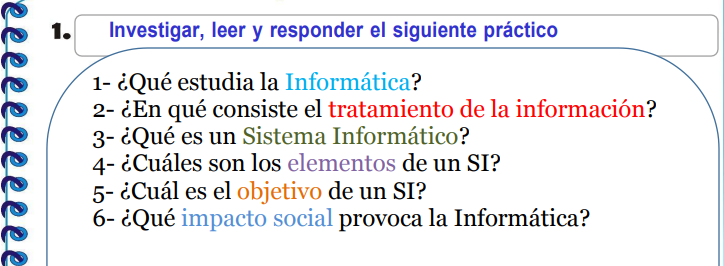 1. Investigar, leer y responder el siguiente práctico
1- ¿Qué estudia la Informática?
2- ¿En qué consiste el tratamiento de la información?
3- ¿Qué es un Sistema Informático?
4- ¿Cuáles son los elementos de un SI?
5- ¿Cuál es el objetivo de un SI?
6- ¿Qué impacto social provoca la Informática?